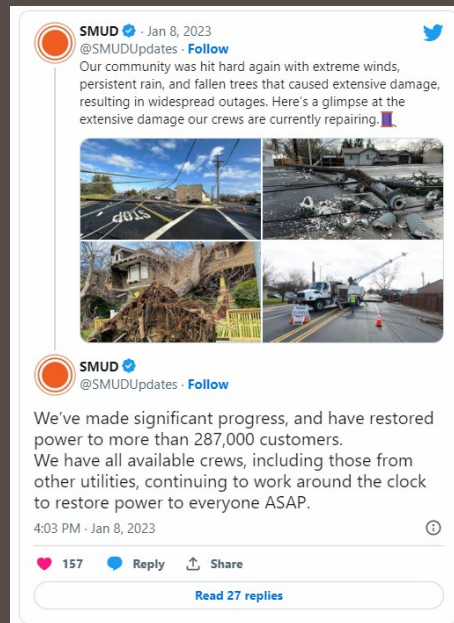 SMUD · Jan 8, 2023
@SMUDUpdates · Follow
Our community was hit hard again with extreme winds,
persistent rain, and fallen trees that caused extensive damage,
resulting in widespread outages. Here's a glimpse at the
extensive damage our crews are currently repairing.🧵
STOP
SMUD
@SMUDUpdates · Follow
We've made significant progress, and have restored
power to more than 287,000 customers.
We have all available crews, including those from
other utilities, continuing to work around the clock
to restore power to everyone ASAP.
4:03 PM · Jan 8, 2023
157 Reply Share
Read 27 replies